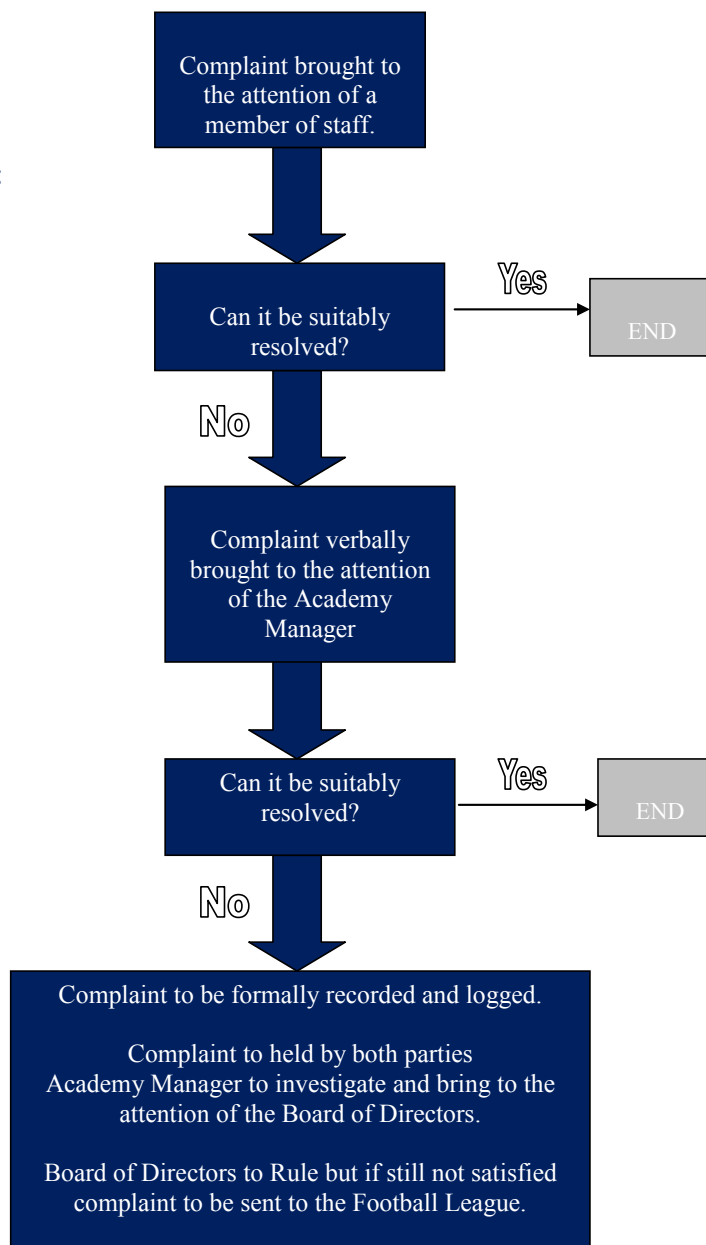 Complaint brought to
the attention of a
member of staff.
:
Yes
Can it be suitably
resolved?
END
No
Complaint verbally
brought to the attention
of the Academy
Manager
Can it be suitably
resolved?
Yes
END
No
Complaint to be formally recorded and logged.
Complaint to held by both parties
Academy Manager to investigate and bring to the
attention of the Board of Directors.
Board of Directors to Rule but if still not satisfied
complaint to be sent to the Football League.